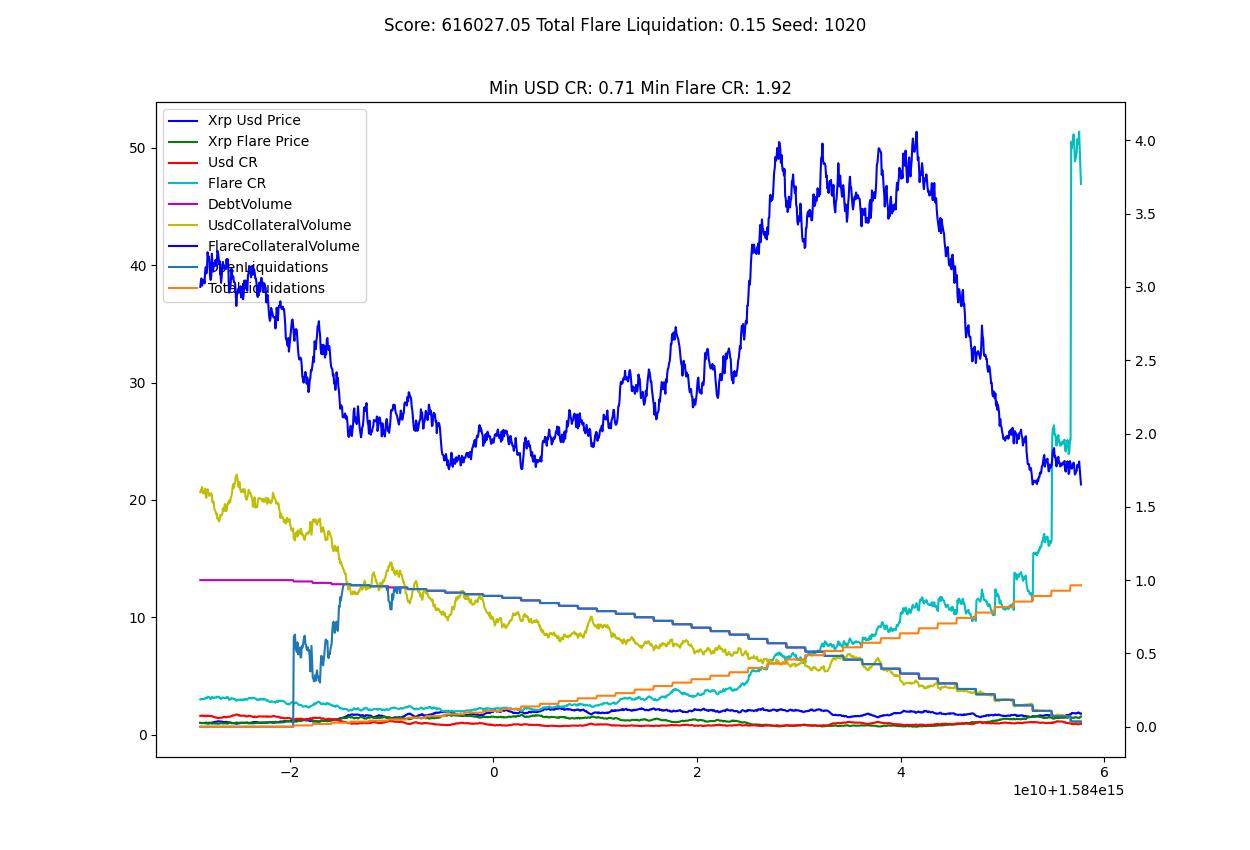 Score: 616027.05 Total Flare Liquidation: 0.15 Seed: 1020
Min USD CR: 0.71 Min Flare CR: 1.92
Xrp Usd Price
Xrp Flare Price
Usd CR
Flare CR
DebtVolume
UsdCollateralVolume
FlareCollateralVolume
OpenLiquidations
TotalLiquidations
50
40
30
20
10
0
4.0
3.5
3.0
2.5
2.0
1.5
1.0
0.5
0.0
−2
0
2
4
6
1e10+1.584e15